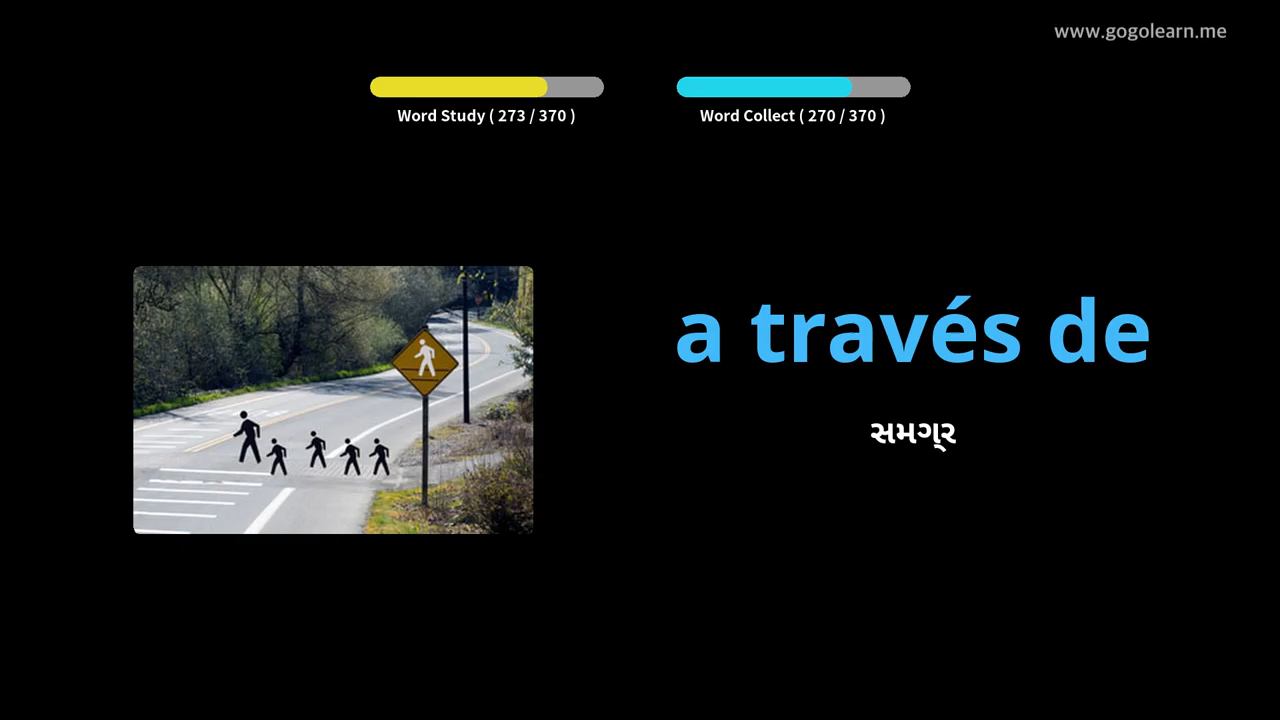 www.gogolearn.me
Word Study ( 273 / 370 )
Word Collect ( 270 / 370 )
a través de
સમગ્ર